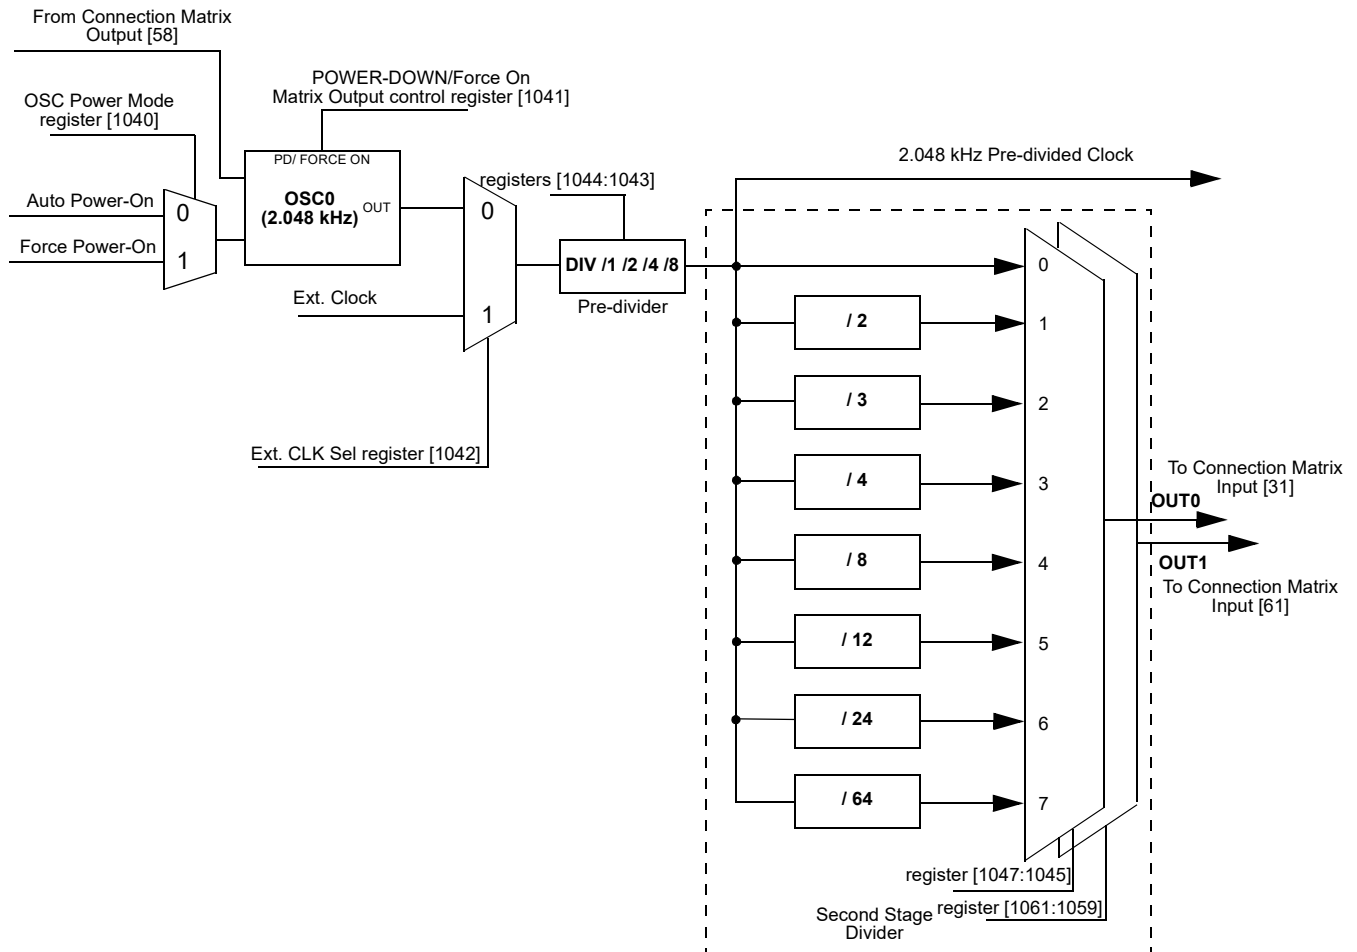 From Connection Matrix
Output [58]
POWER-DOWN/Force On
Matrix Output control register [1041]
OSC Power Mode
register [1040]
PD/ FORCE ON
OSC0
(2.048 kHz)
OUT
Auto Power-On
Force Power-On
0
1
Ext. Clock
0
1
Ext. CLK Sel register [1042]
registers [1044:1043]
DIV /1 /2 /4 /8
Pre-divider
2.048 kHz Pre-divided Clock
0
/ 2
1
/ 3
2
/ 4
3
/ 8
4
/ 12
5
/ 24
6
/ 64
7
To Connection Matrix
Input [31]
OUT0
OUT1
To Connection Matrix
Input [61]
register [1047:1045]
register [1061:1059]
Second Stage
Divider